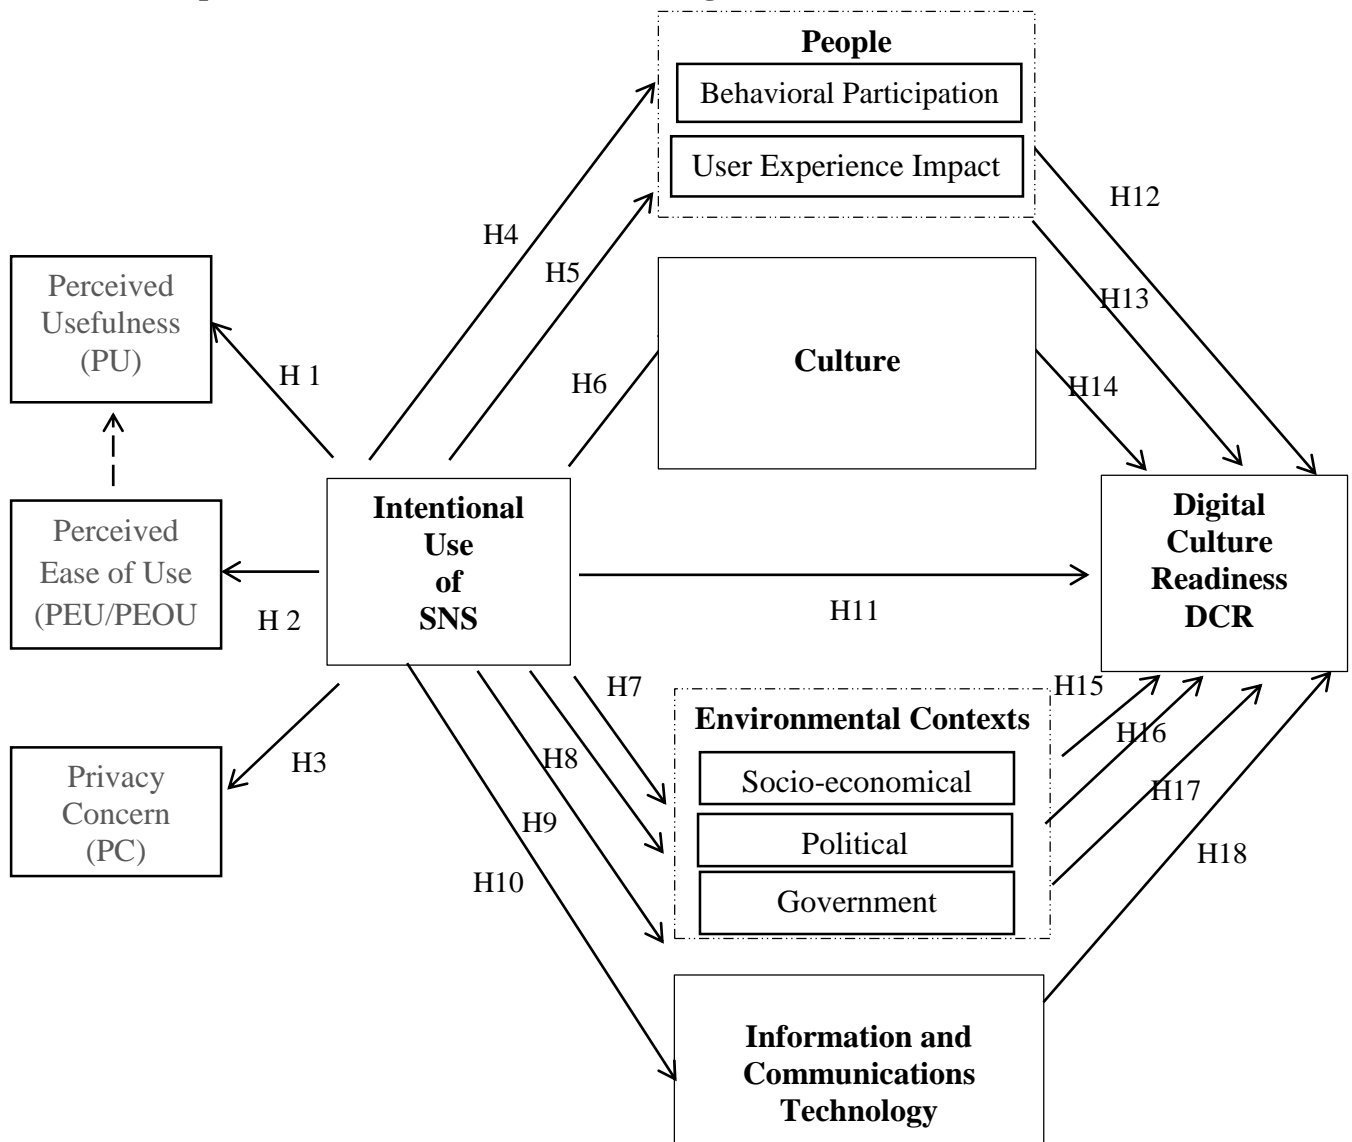 People
Behavioral Participation
User Experience Impact
H12
H4
H5
H13
Perceived
Usefulness
(PU)
H 1
H6
Culture
H14
Perceived
Ease of Use
(PEU/PEOU
H 2
Intentional
Use
of
SNS
H11
Digital
Culture
Readiness
DCR
H7
H15
Environmental Contexts
H16
H3
H8
Privacy
Concern
(PC)
Socio-economical
H17
H9
Political
H18
H10
Government
Information and
Communications
Technology